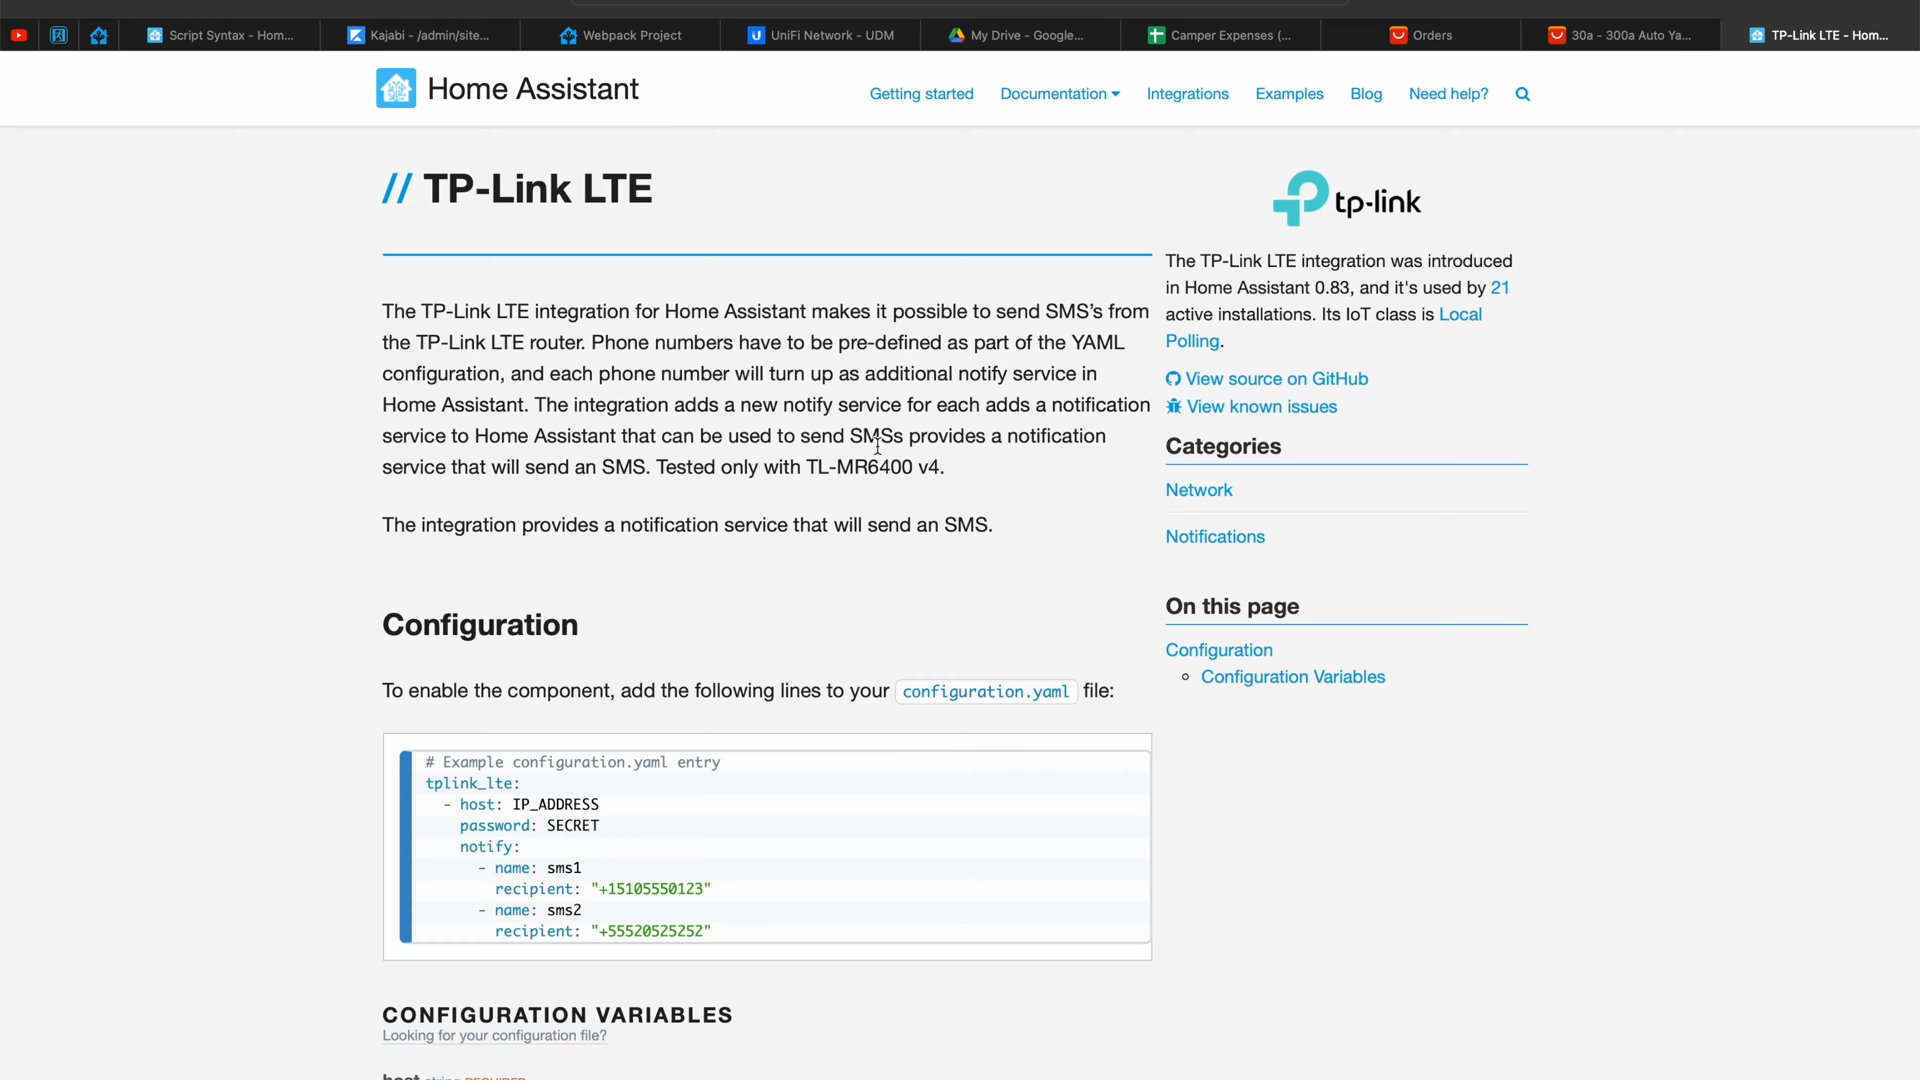 Script Syntax - Hom...
Kajabi - /admin/site...
Webpack Project
UniFi Network - UDM
My Drive - Google...
Camper Expenses (...
Orders
30a - 300a Auto Ya...
TP-Link LTE - Hom...
Home Assistant
Getting started
Documentation
Integrations
Examples
Blog
Need help?
// TP-Link LTE
The TP-Link LTE integration for Home Assistant makes it possible to send SMS’s from
the TP-Link LTE router. Phone numbers have to be pre-defined as part of the YAML
configuration, and each phone number will turn up as additional notify service in
Home Assistant. The integration adds a new notify service for each adds a notification
service to Home Assistant that can be used to send SMSs provides a notification
service that will send an SMS. Tested only with TL-MR6400 v4.
The integration provides a notification service that will send an SMS.
Configuration
To enable the component, add the following lines to your configuration.yaml file:
# Example configuration.yaml entry
tplink_lte:
- host: IP_ADDRESS
password: SECRET
notify:
- name: sms1
recipient: "+15105550123"
- name: sms2
recipient: "+55520525252"
CONFIGURATION VARIABLES
Looking for your configuration file?
host string REQUIRED
tp-link
The TP-Link LTE integration was introduced
in Home Assistant 0.83, and it's used by 21
active installations. Its IoT class is Local
Polling.
View source on GitHub
View known issues
Categories
Network
Notifications
On this page
Configuration
Configuration Variables